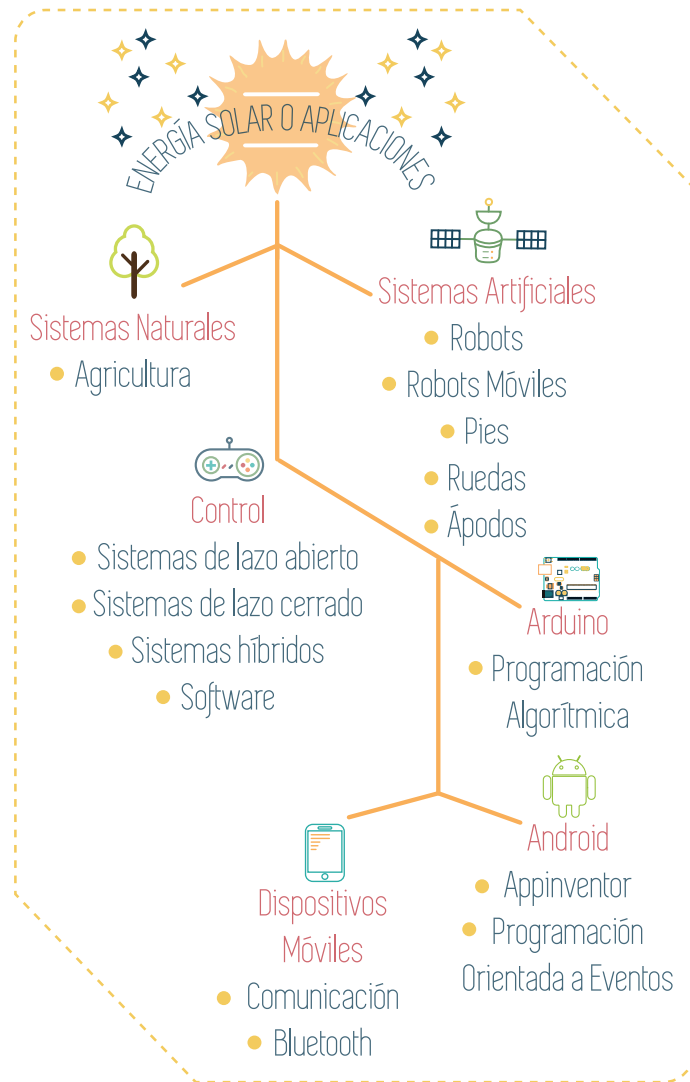 ENERGÍA SOLAR O APLICACIONES
Sistemas Naturales
Agricultura
Sistemas Artificiales
Robots
Robots Móviles
Pies
Ruedas
Ápodos
Control
Sistemas de lazo abierto
Sistemas de lazo cerrado
Sistemas híbridos
Software
Arduino
Programación
Algorítmica
Android
Appinventor
Programación
Orientada a Eventos
Dispositivos
Móviles
Comunicación
Bluetooth